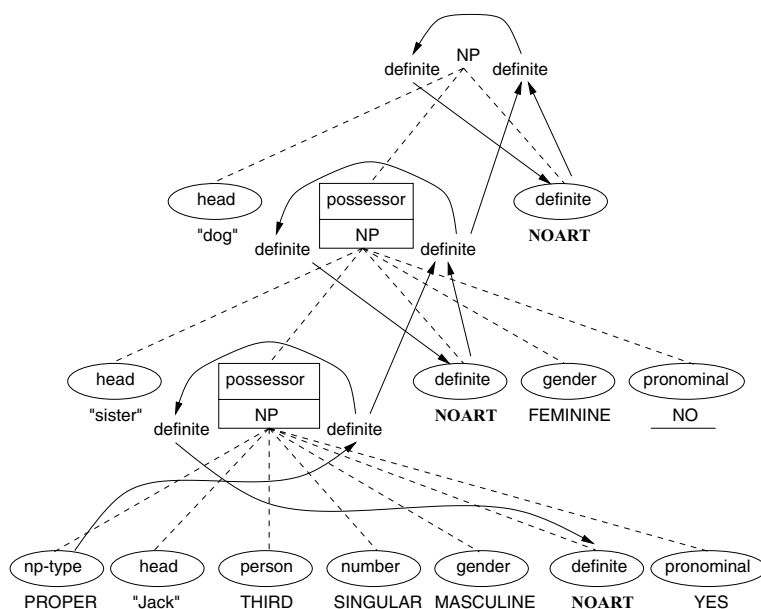 NP
definite definite
head definite
"dog" NOART
possessor
NP
definite definite
head definite gender pronominal
"sister" NOART FEMININE NO
possessor
NP
definite definite
np-type head person number gender definite pronominal
PROPER "Jack" THIRD SINGULAR MASCULINE NOART YES